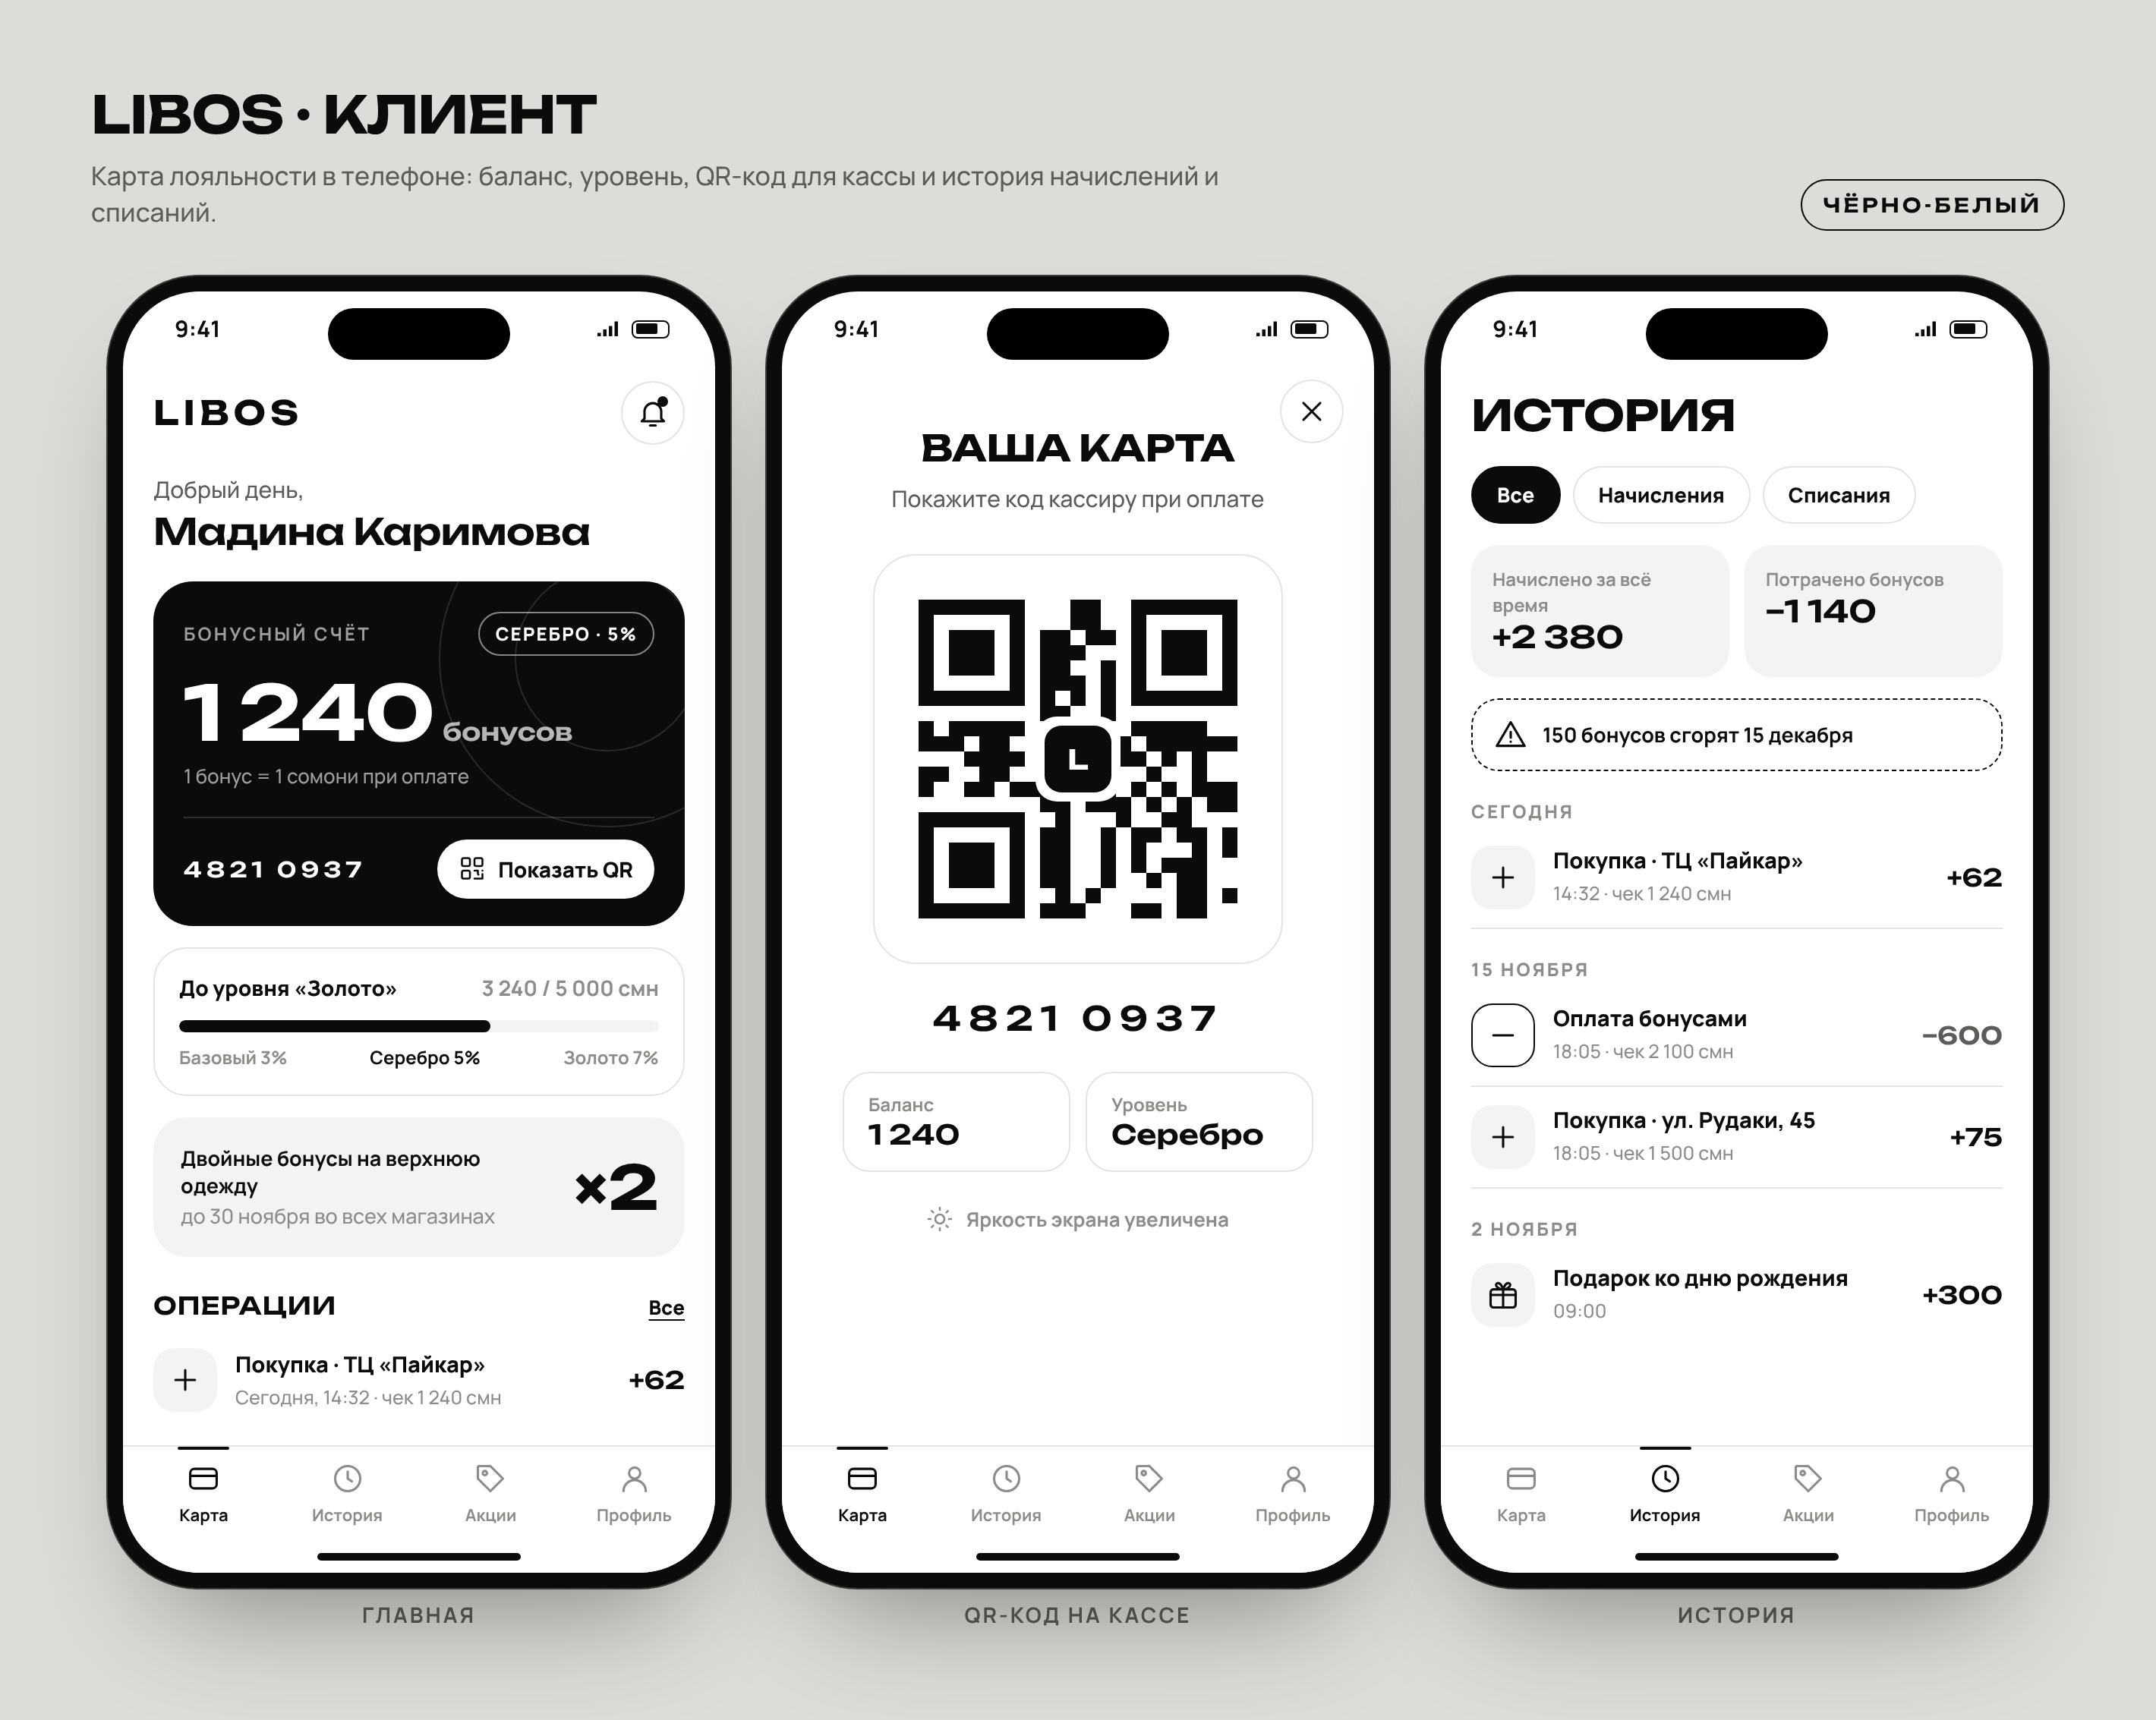 LIBOS · КЛИЕНТ
Карта лояльности в телефоне: баланс, уровень, QR-код для кассы и история начислений и
списаний.
ЧЁРНО-БЕЛЫЙ
9:41
LIBOS
Добрый день,
Мадина Каримова
БОНУСНЫЙ СЧЁТ
СЕРЕБРО · 5%
1 240 бонусов
1 бонус = 1 сомони при оплате
4821 0937
Показать QR
До уровня «Золото»
3 240 / 5 000 смн
Базовый 3%
Серебро 5%
Золото 7%
Двойные бонусы на верхнюю
одежду
до 30 ноября во всех магазинах
×2
ОПЕРАЦИИ
Все
Покупка · ТЦ «Пайкар»
Сегодня, 14:32 · чек 1 240 смн
+62
Карта
История
Акции
Профиль
ГЛАВНАЯ
9:41
ВАША КАРТА
Покажите код кассиру при оплате
L
4821 0937
Баланс
1 240
Уровень
Серебро
Яркость экрана увеличена
Карта
История
Акции
Профиль
QR-КОД НА КАССЕ
9:41
ИСТОРИЯ
Все
Начисления
Списания
Начислено за всё
время
+2 380
Потрачено бонусов
−1 140
150 бонусов сгорят 15 декабря
СЕГОДНЯ
Покупка · ТЦ «Пайкар»
14:32 · чек 1 240 смн
+62
15 НОЯБРЯ
Оплата бонусами
18:05 · чек 2 100 смн
−600
Покупка · ул. Рудаки, 45
18:05 · чек 1 500 смн
+75
2 НОЯБРЯ
Подарок ко дню рождения
09:00
+300
Карта
История
Акции
Профиль
ИСТОРИЯ